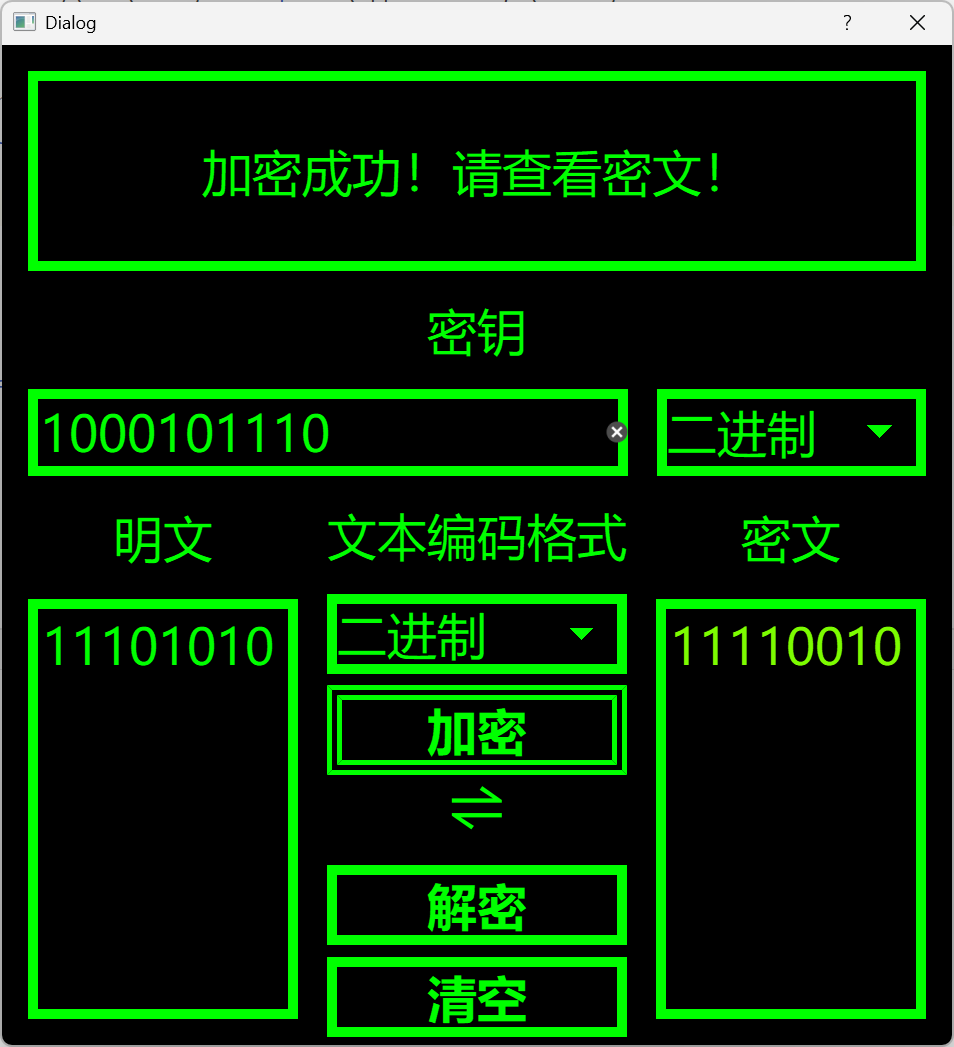 Dialog
加密成功！请查看密文！
密钥
1000101110
二进制
明文
文本编码格式
密文
11101010
二进制
11110010
加密
⇌
解密
清空